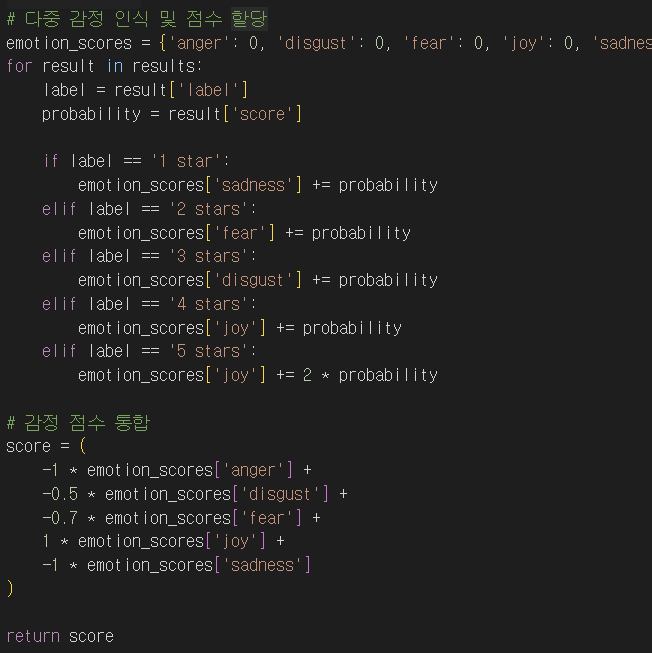 # 다중 감정 인식 및 점수 할당
emotion_scores = {'anger': 0, 'disgust': 0, 'fear': 0, 'joy': 0, 'sadnes
for result in results:
    label = result['label']
    probability = result['score']

    if label == '1 star':
        emotion_scores['sadness'] += probability
    elif label == '2 stars':
        emotion_scores['fear'] += probability
    elif label == '3 stars':
        emotion_scores['disgust'] += probability
    elif label == '4 stars':
        emotion_scores['joy'] += probability
    elif label == '5 stars':
        emotion_scores['joy'] += 2 * probability

# 감정 점수 통합
score = (
    -1 * emotion_scores['anger'] +
    -0.5 * emotion_scores['disgust'] +
    -0.7 * emotion_scores['fear'] +
    1 * emotion_scores['joy'] +
    -1 * emotion_scores['sadness']
)

return score